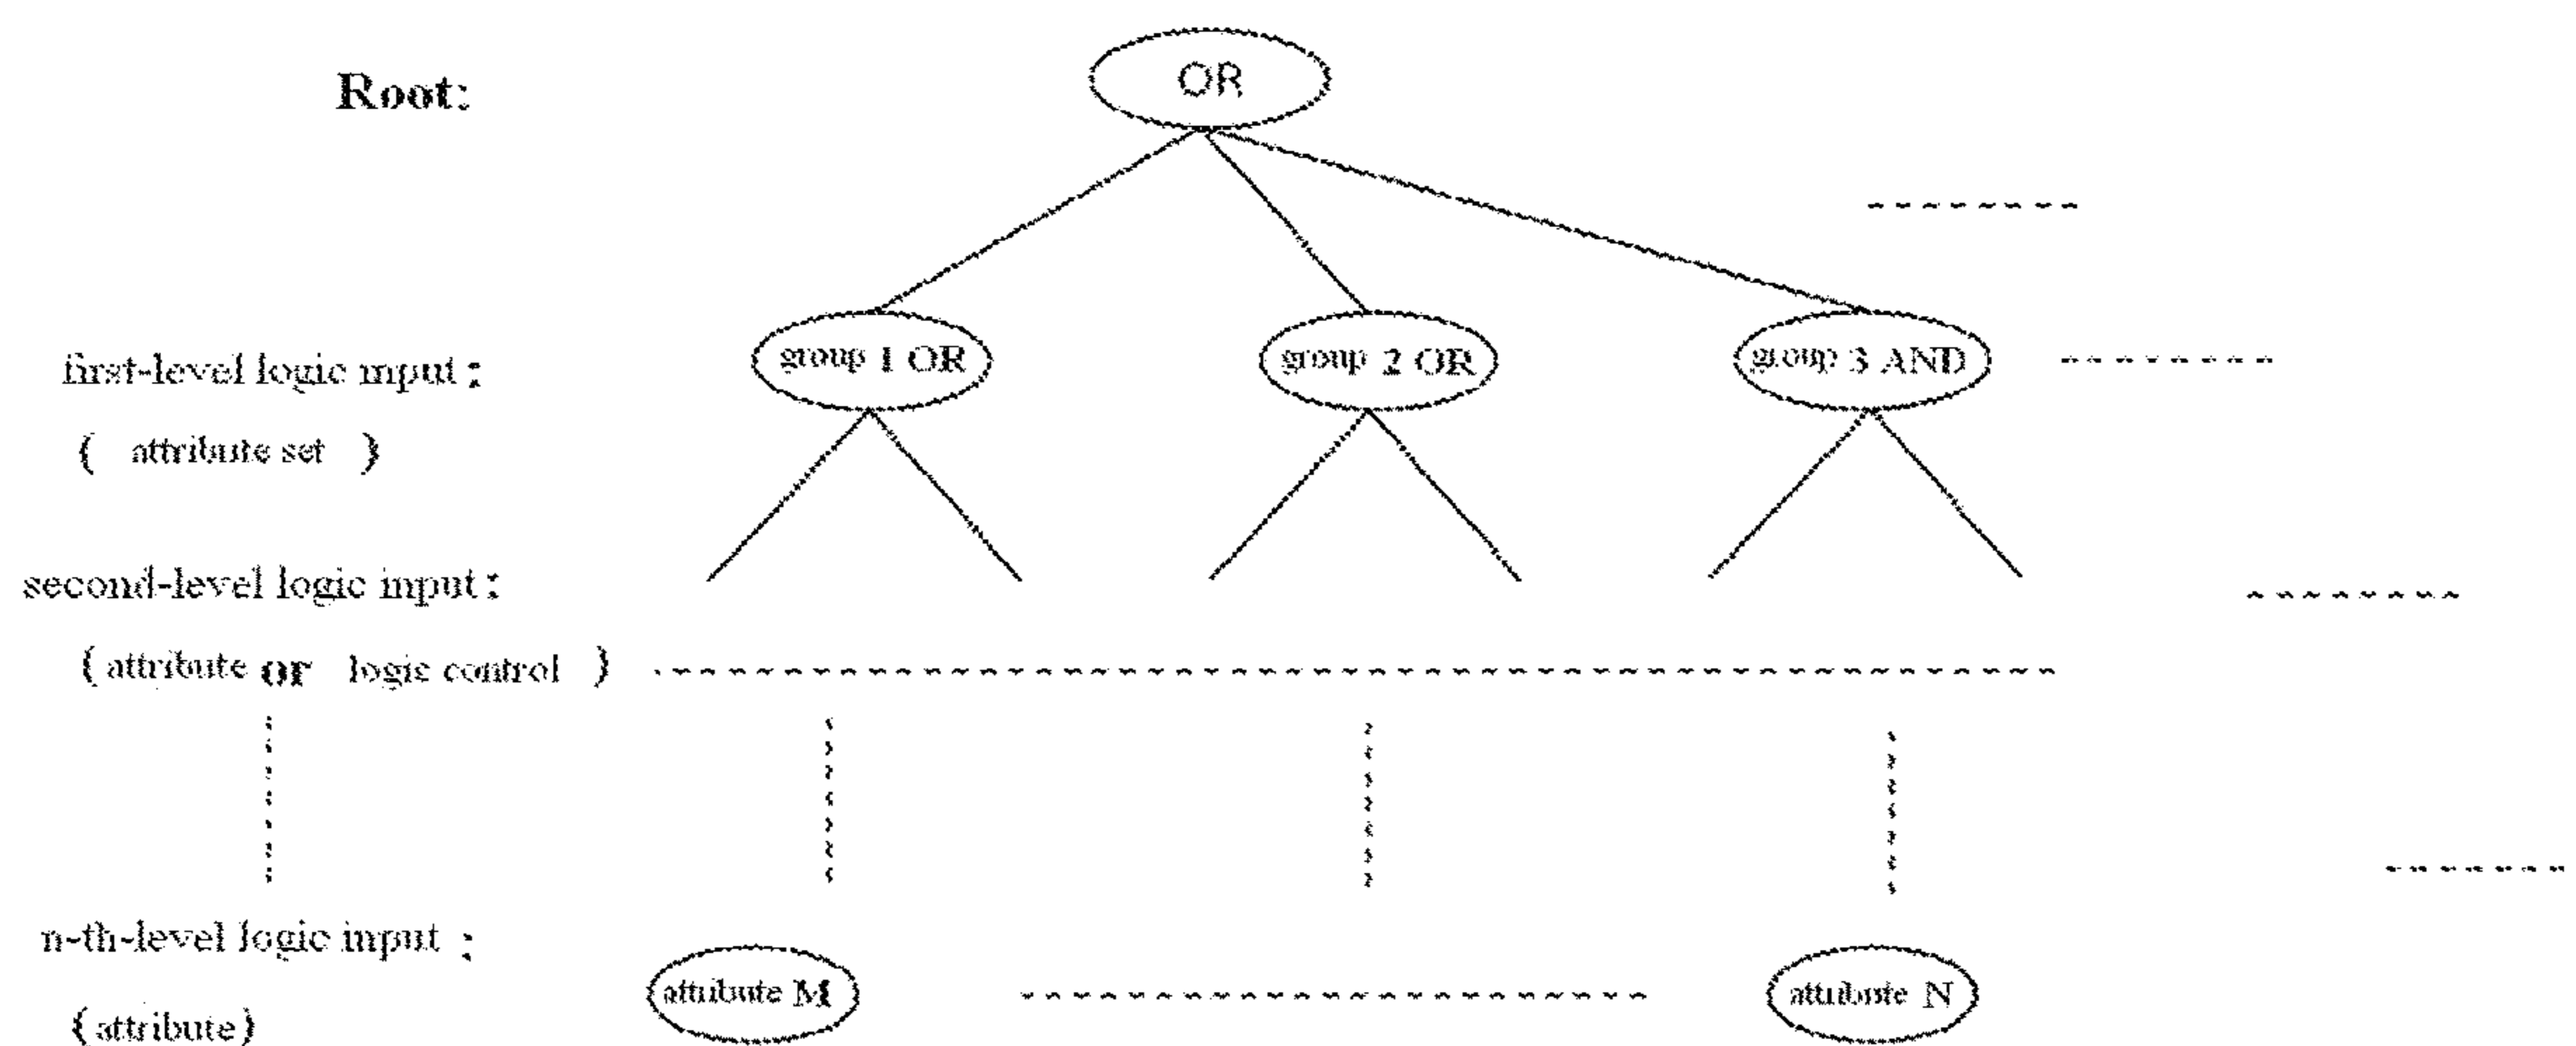 Root:
OR
first-level logic input :
group 1 OR
group 2 OR
group 3 AND
( attribute set )
second-level logic input :
( attribute or logic control )
n-th-level logic input :
attribute M
attribute N
(attribute)